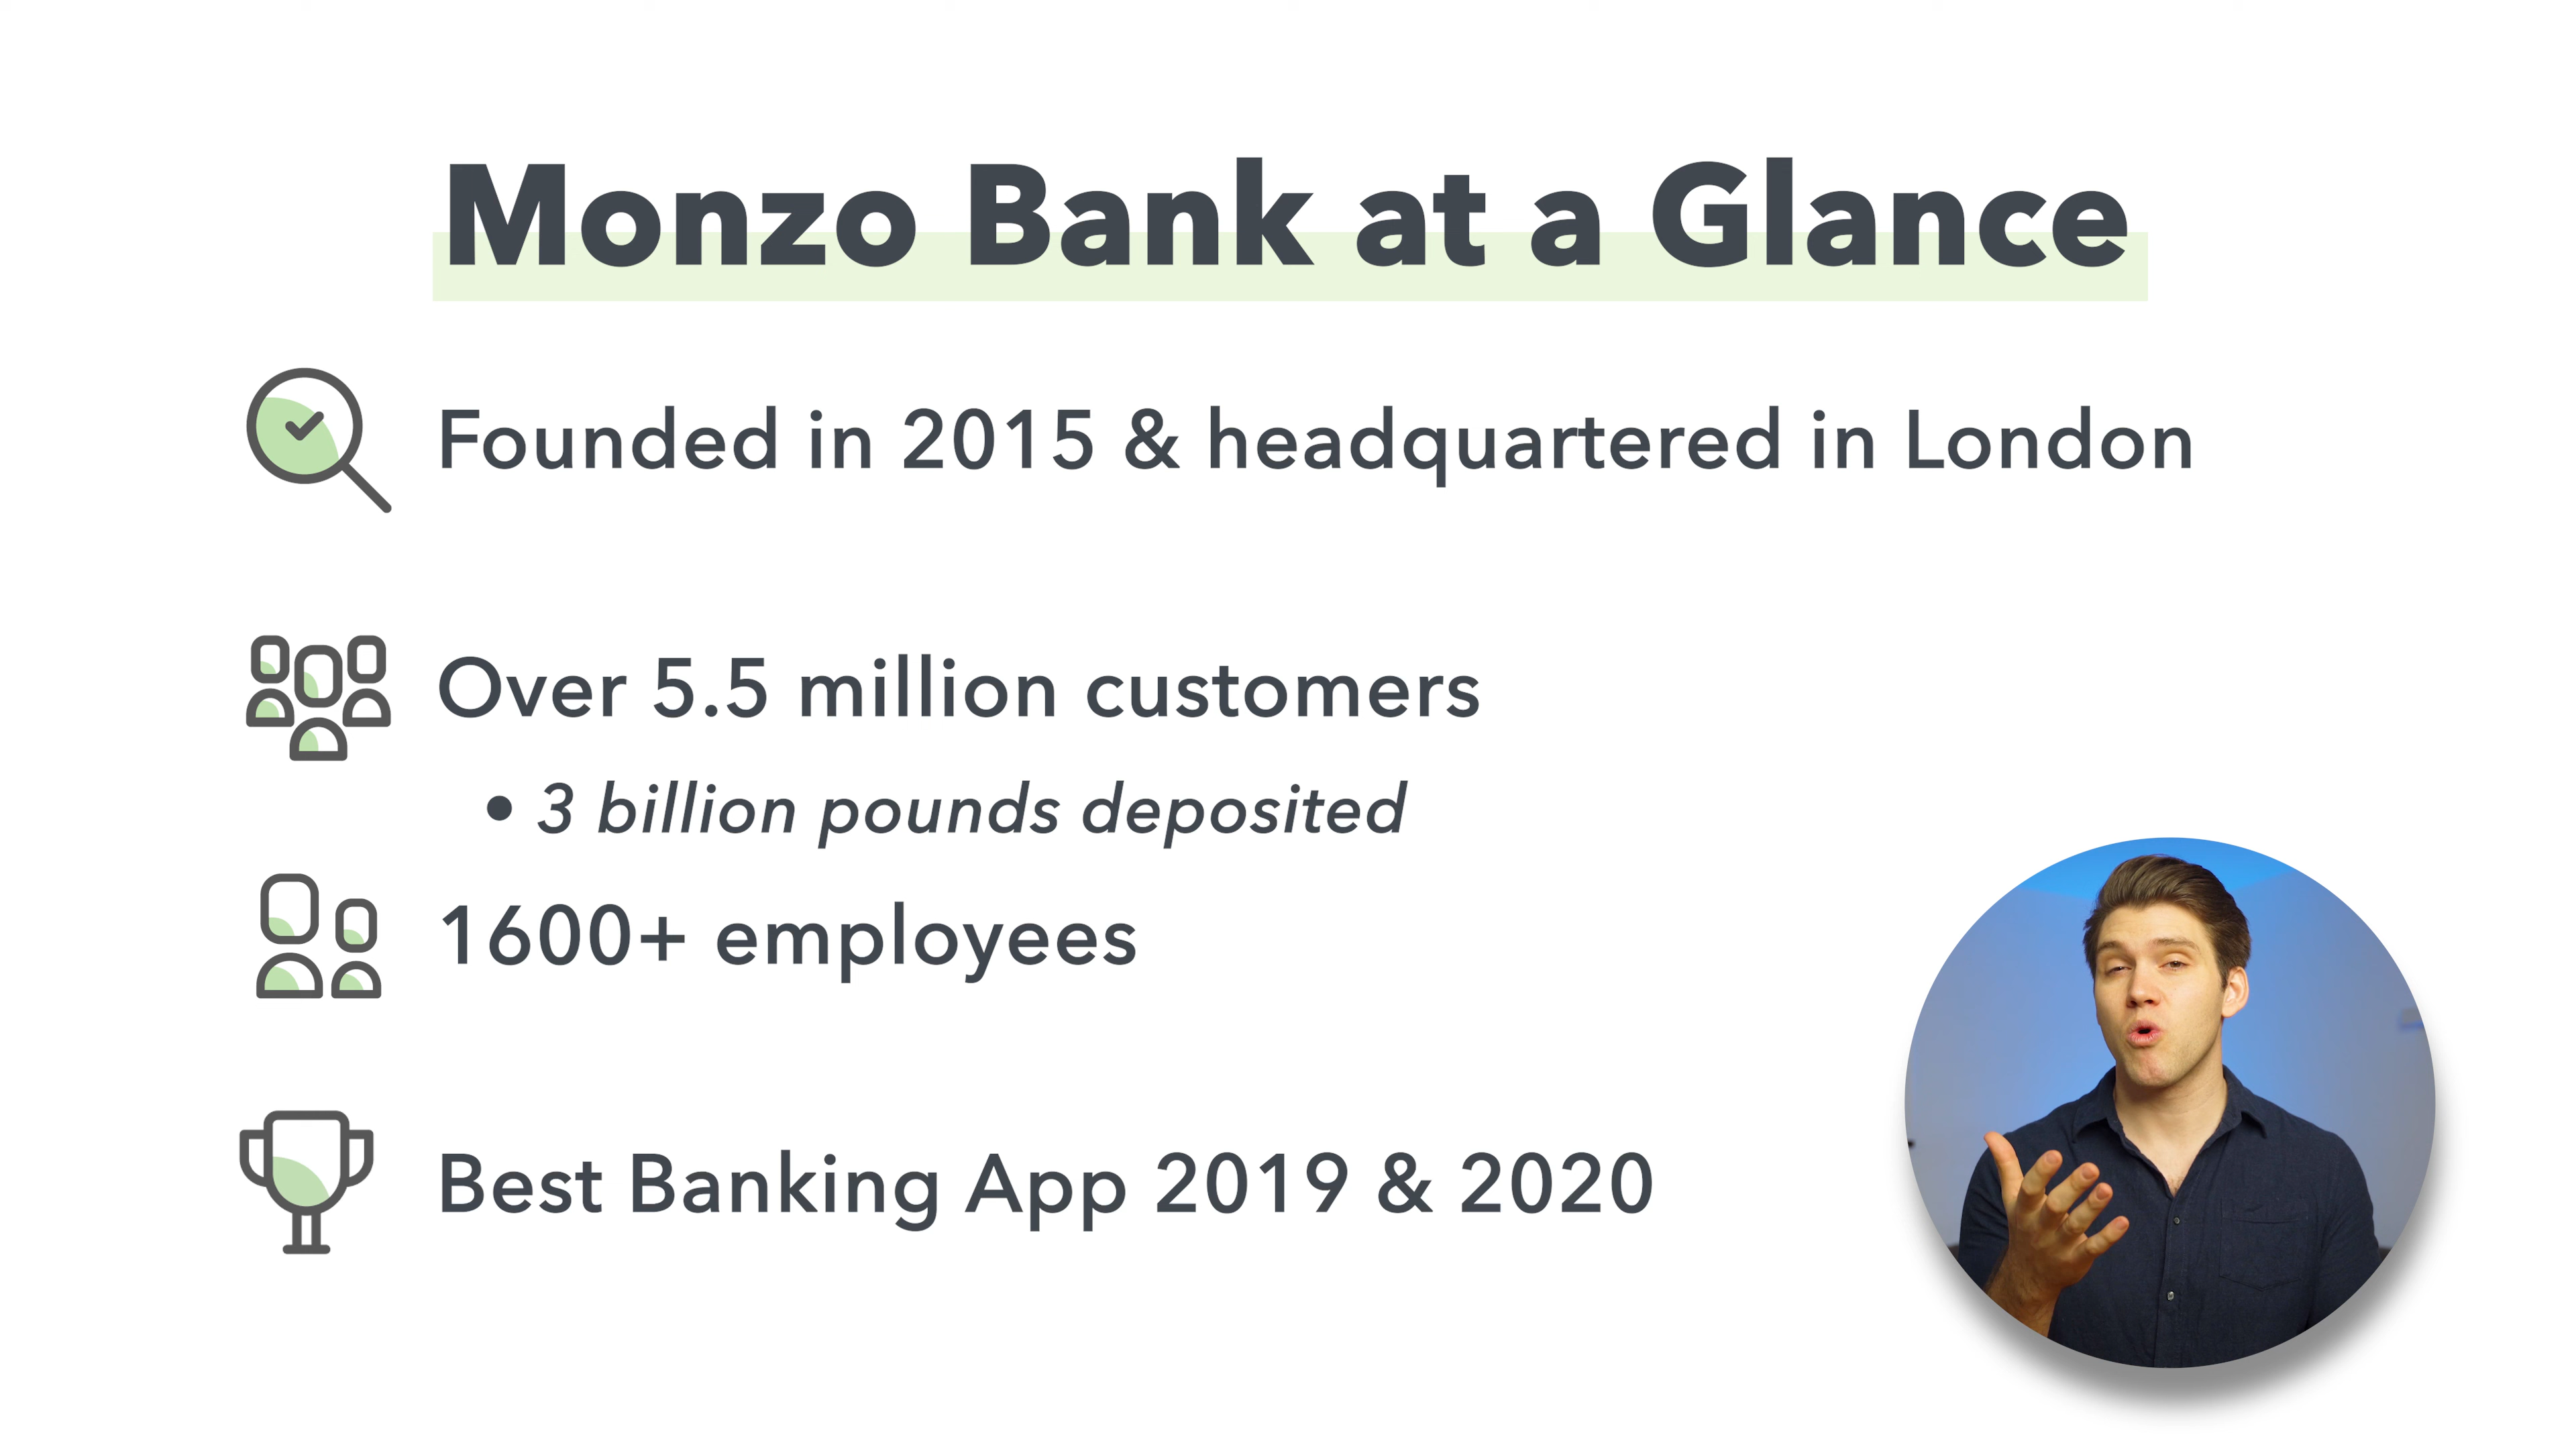 Monzo Bank at a Glance
Founded in 2015 & headquartered in London
Over 5.5 million customers
• 3 billion pounds deposited
1600+ employees
Best Banking App 2019 & 2020